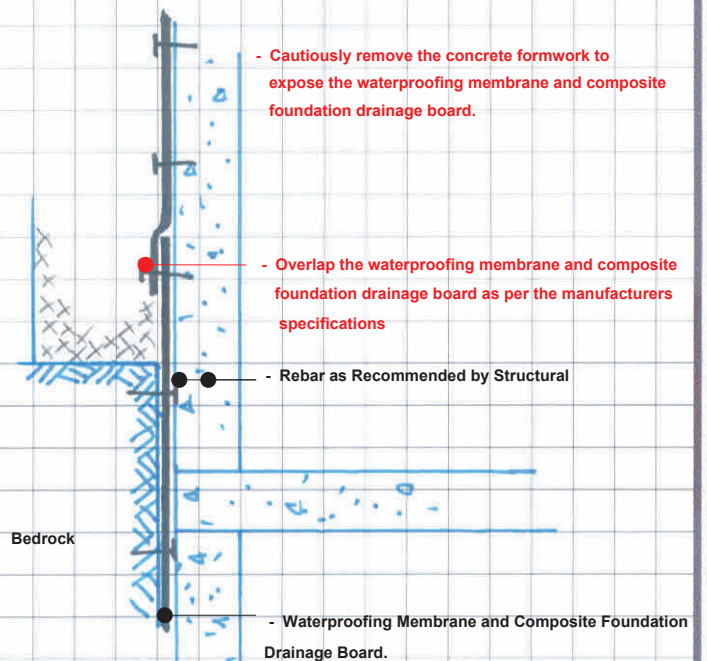 - Cautiously remove the concrete formwork to
expose the waterproofing membrane and composite
foundation drainage board.
- Overlap the waterproofing membrane and composite
foundation drainage board as per the manufacturers
specifications
- Rebar as Recommended by Structural
Bedrock
- Waterproofing Membrane and Composite Foundation
Drainage Board.